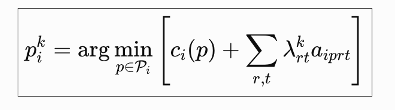 $p_i^k = \arg\min_{p \in \mathcal{P}_i} \left[ c_i(p) + \sum_{r,t} \lambda_{rt}^k a_{iprt} \right]$